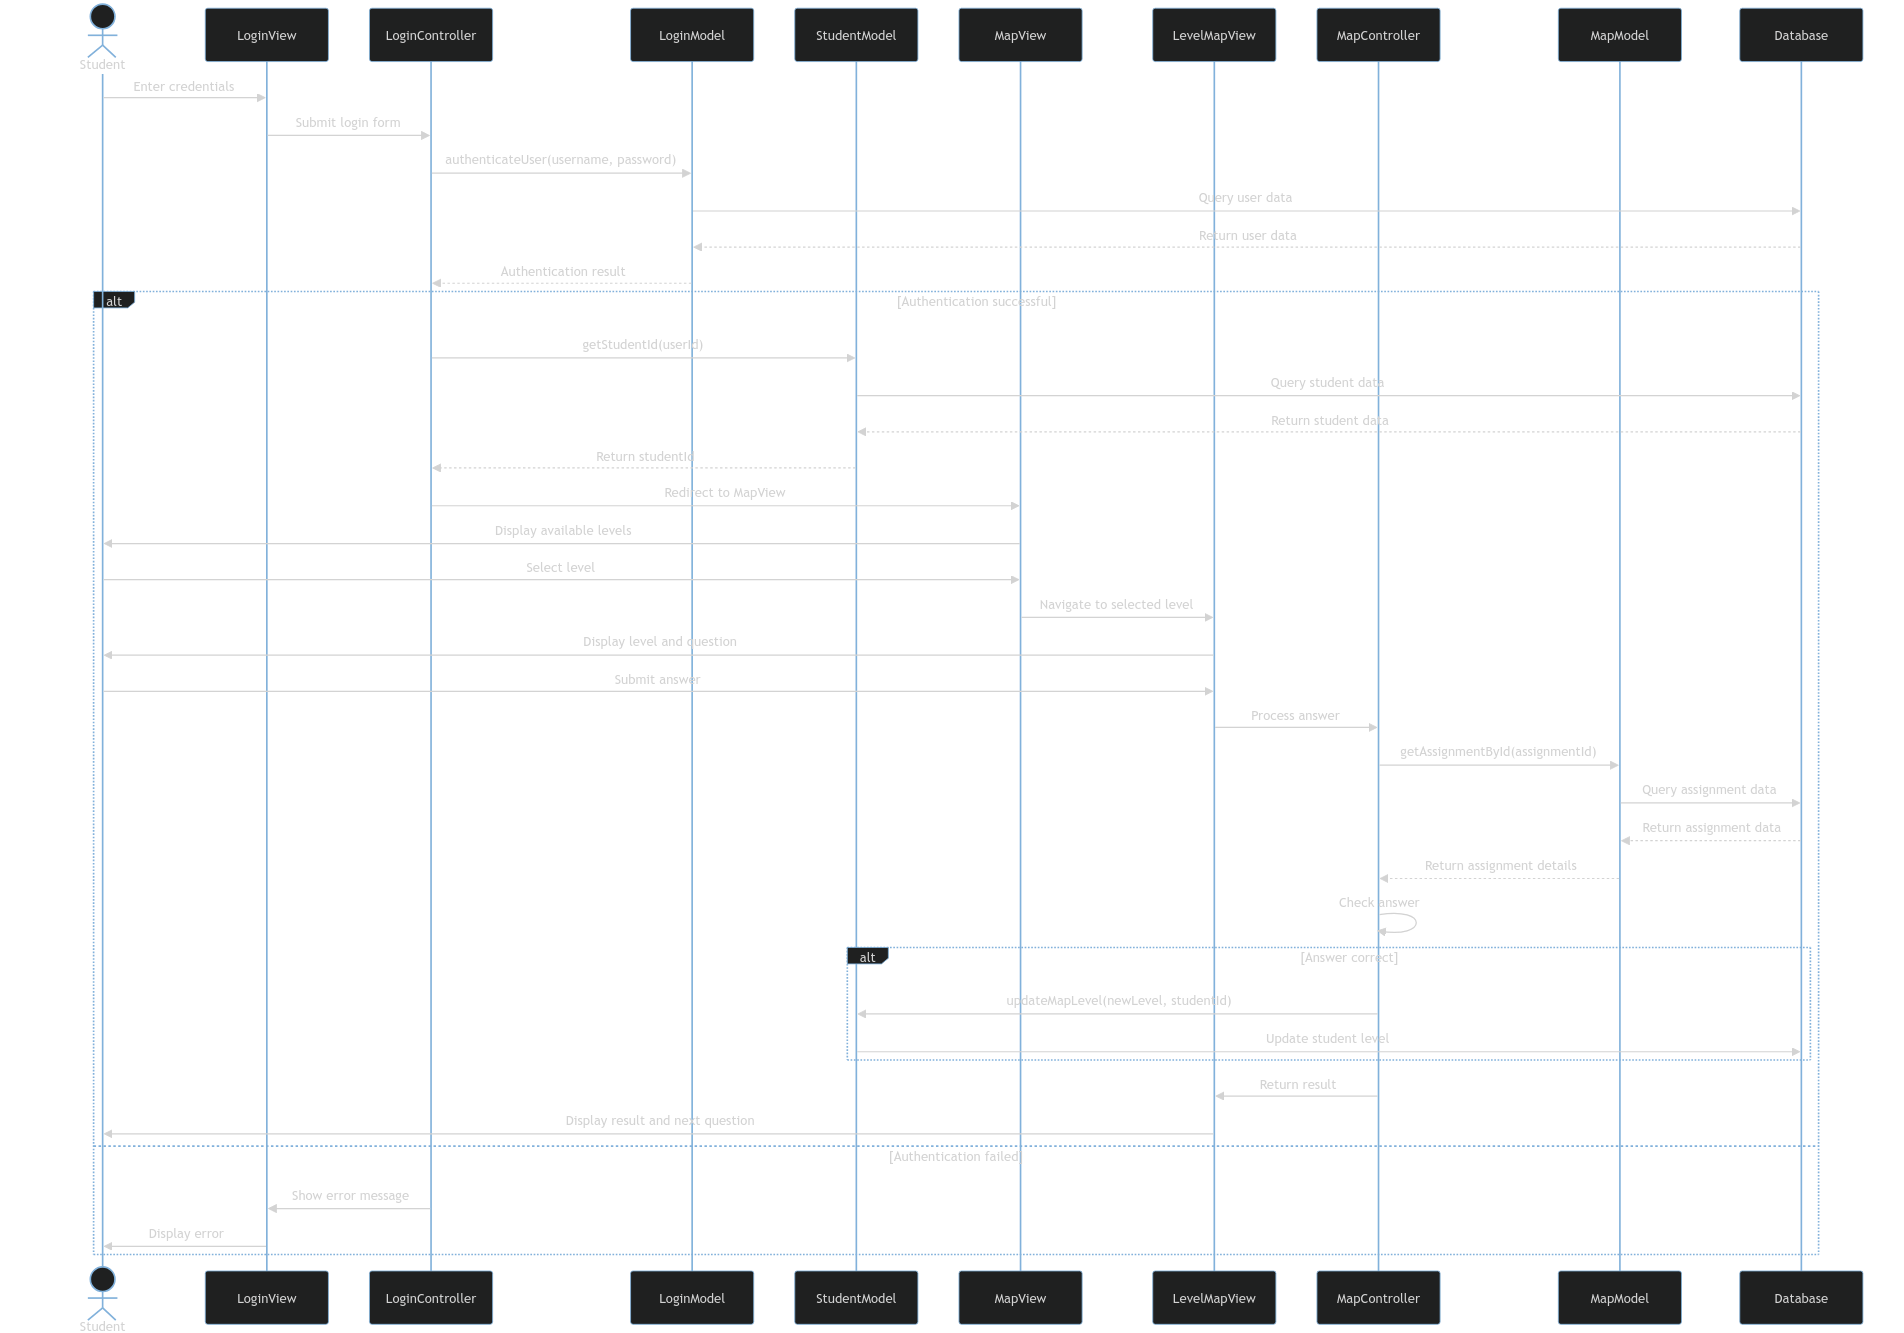 LoginView LoginController LoginModel StudentModel MapView LevelMapView MapController MapModel Database
Student
Enter credentials
Submit login form
authenticateUser(username, password)
Query user data
Return user data
Authentication result
alt [Authentication successful]
getStudentId(userId)
Query student data
Return student data
Return studentId
Redirect to MapView
Display available levels
Select level
Navigate to selected level
Display level and question
Submit answer
Process answer
getAssignmentById(assignmentId)
Query assignment data
Return assignment data
Return assignment details
Check answer
alt [Answer correct]
updateMapLevel(newLevel, studentId)
Update student level
Return result
Display result and next question
[Authentication failed]
Show error message
Display error
LoginView LoginController LoginModel StudentModel MapView LevelMapView MapController MapModel Database
Student